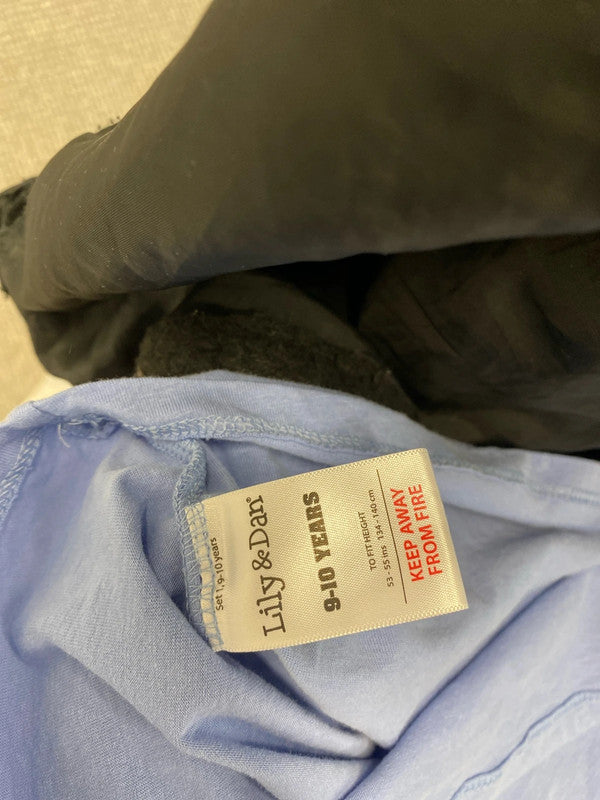 Set 1, 9-10 years
Lily & Dan®
9-10 YEARS
TO FIT HEIGHT
53 - 55 ins 134 - 140 cm
KEEP AWAY
FROM FIRE